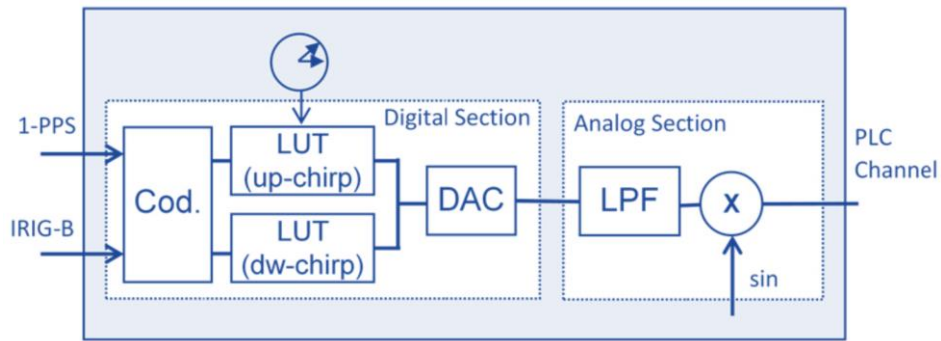 1-PPS
IRIG-B
Cod.
LUT
(up-chirp)
LUT
(dw-chirp)
Digital Section
DAC
Analog Section
LPF
X
sin
PLC
Channel